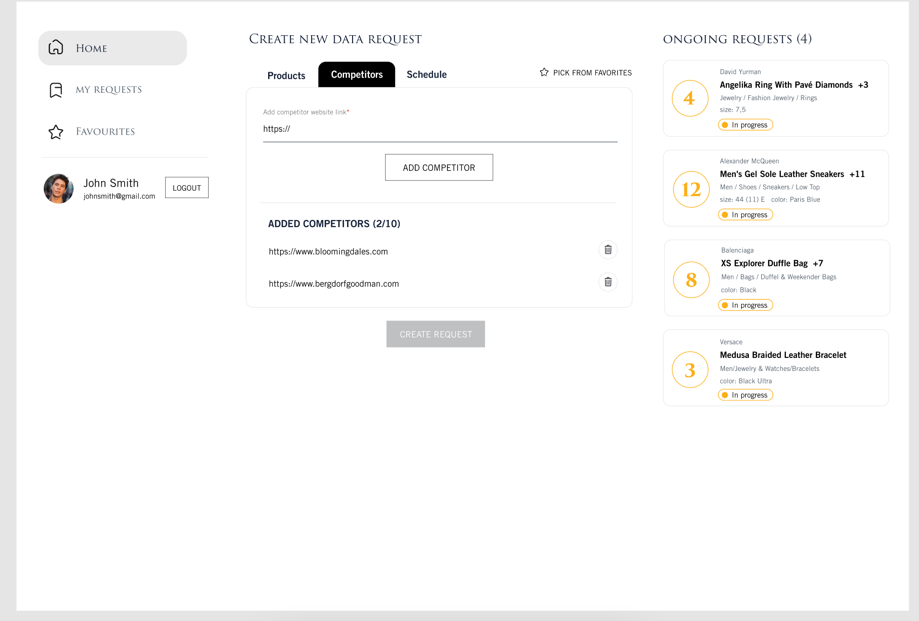 Home
My Requests
Favourites
John Smith
johnsmith@gmail.com
LOGOUT
Create new data request
Products
Competitors
Schedule
PICK FROM FAVORITES
Add competitor website link*
https://
ADD COMPETITOR
ADDED COMPETITORS (2/10)
https://www.bloomingdales.com
https://www.bergdorfgoodman.com
CREATE REQUEST
ONGOING REQUESTS (4)
4
David Yurman
Angelika Ring With Pavé Diamonds +3
Jewelry / Fashion Jewelry / Rings
size: 7,5
In progress
12
Alexander McQueen
Men's Gel Sole Leather Sneakers +11
Men / Shoes / Sneakers / Low Top
size: 44 (11) E color: Paris Blue
In progress
8
Balenciaga
XS Explorer Duffle Bag +7
Men / Bags / Duffel & Weekender Bags
color: Black
In progress
3
Versace
Medusa Braided Leather Bracelet
Men/Jewelry & Watches/Bracelets
color: Black Ultra
In progress